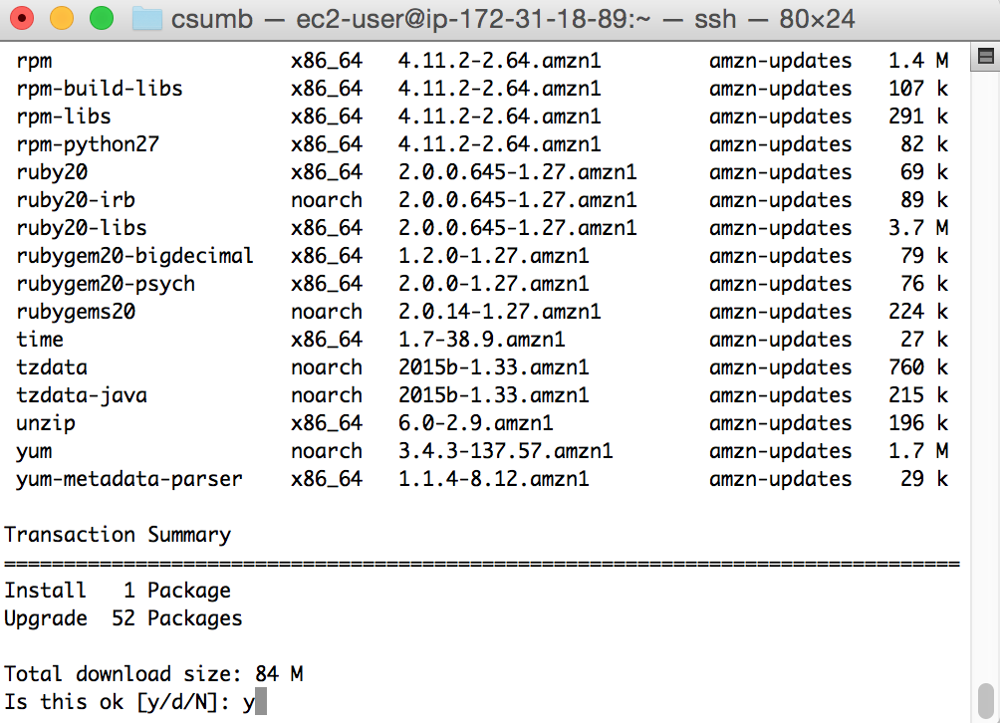 csumb — ec2-user@ip-172-31-18-89:~ — ssh — 80×24
rpm x86_64 4.11.2-2.64.amzn1 amzn-updates 1.4 M
rpm-build-libs x86_64 4.11.2-2.64.amzn1 amzn-updates 107 k
rpm-libs x86_64 4.11.2-2.64.amzn1 amzn-updates 291 k
rpm-python27 x86_64 4.11.2-2.64.amzn1 amzn-updates 82 k
ruby20 x86_64 2.0.0.645-1.27.amzn1 amzn-updates 69 k
ruby20-irb noarch 2.0.0.645-1.27.amzn1 amzn-updates 89 k
ruby20-libs x86_64 2.0.0.645-1.27.amzn1 amzn-updates 3.7 M
rubygem20-bigdecimal x86_64 1.2.0-1.27.amzn1 amzn-updates 79 k
rubygem20-psych x86_64 2.0.0-1.27.amzn1 amzn-updates 76 k
rubygems20 noarch 2.0.14-1.27.amzn1 amzn-updates 224 k
time x86_64 1.7-38.9.amzn1 amzn-updates 27 k
tzdata noarch 2015b-1.33.amzn1 amzn-updates 760 k
tzdata-java noarch 2015b-1.33.amzn1 amzn-updates 215 k
unzip x86_64 6.0-2.9.amzn1 amzn-updates 196 k
yum noarch 3.4.3-137.57.amzn1 amzn-updates 1.7 M
yum-metadata-parser x86_64 1.1.4-8.12.amzn1 amzn-updates 29 k
Transaction Summary
================================================================================
Install 1 Package
Upgrade 52 Packages
Total download size: 84 M
Is this ok [y/d/N]: y